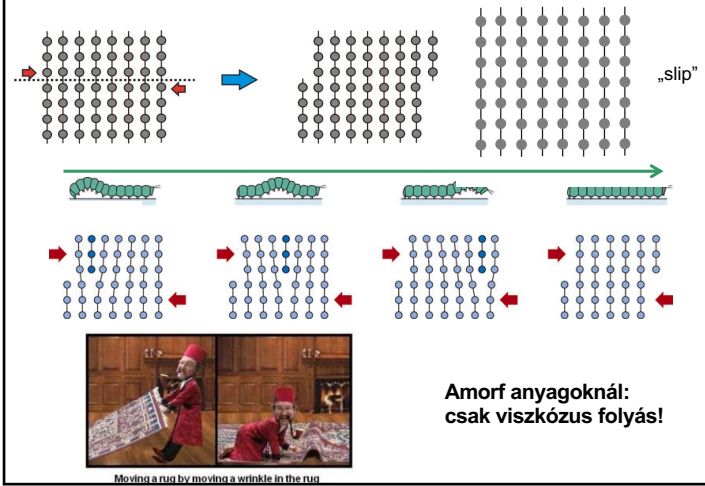 „slip”
Amorf anyagoknál:
csak viszkózus folyás!
Moving a rug by moving a wrinkle in the rug